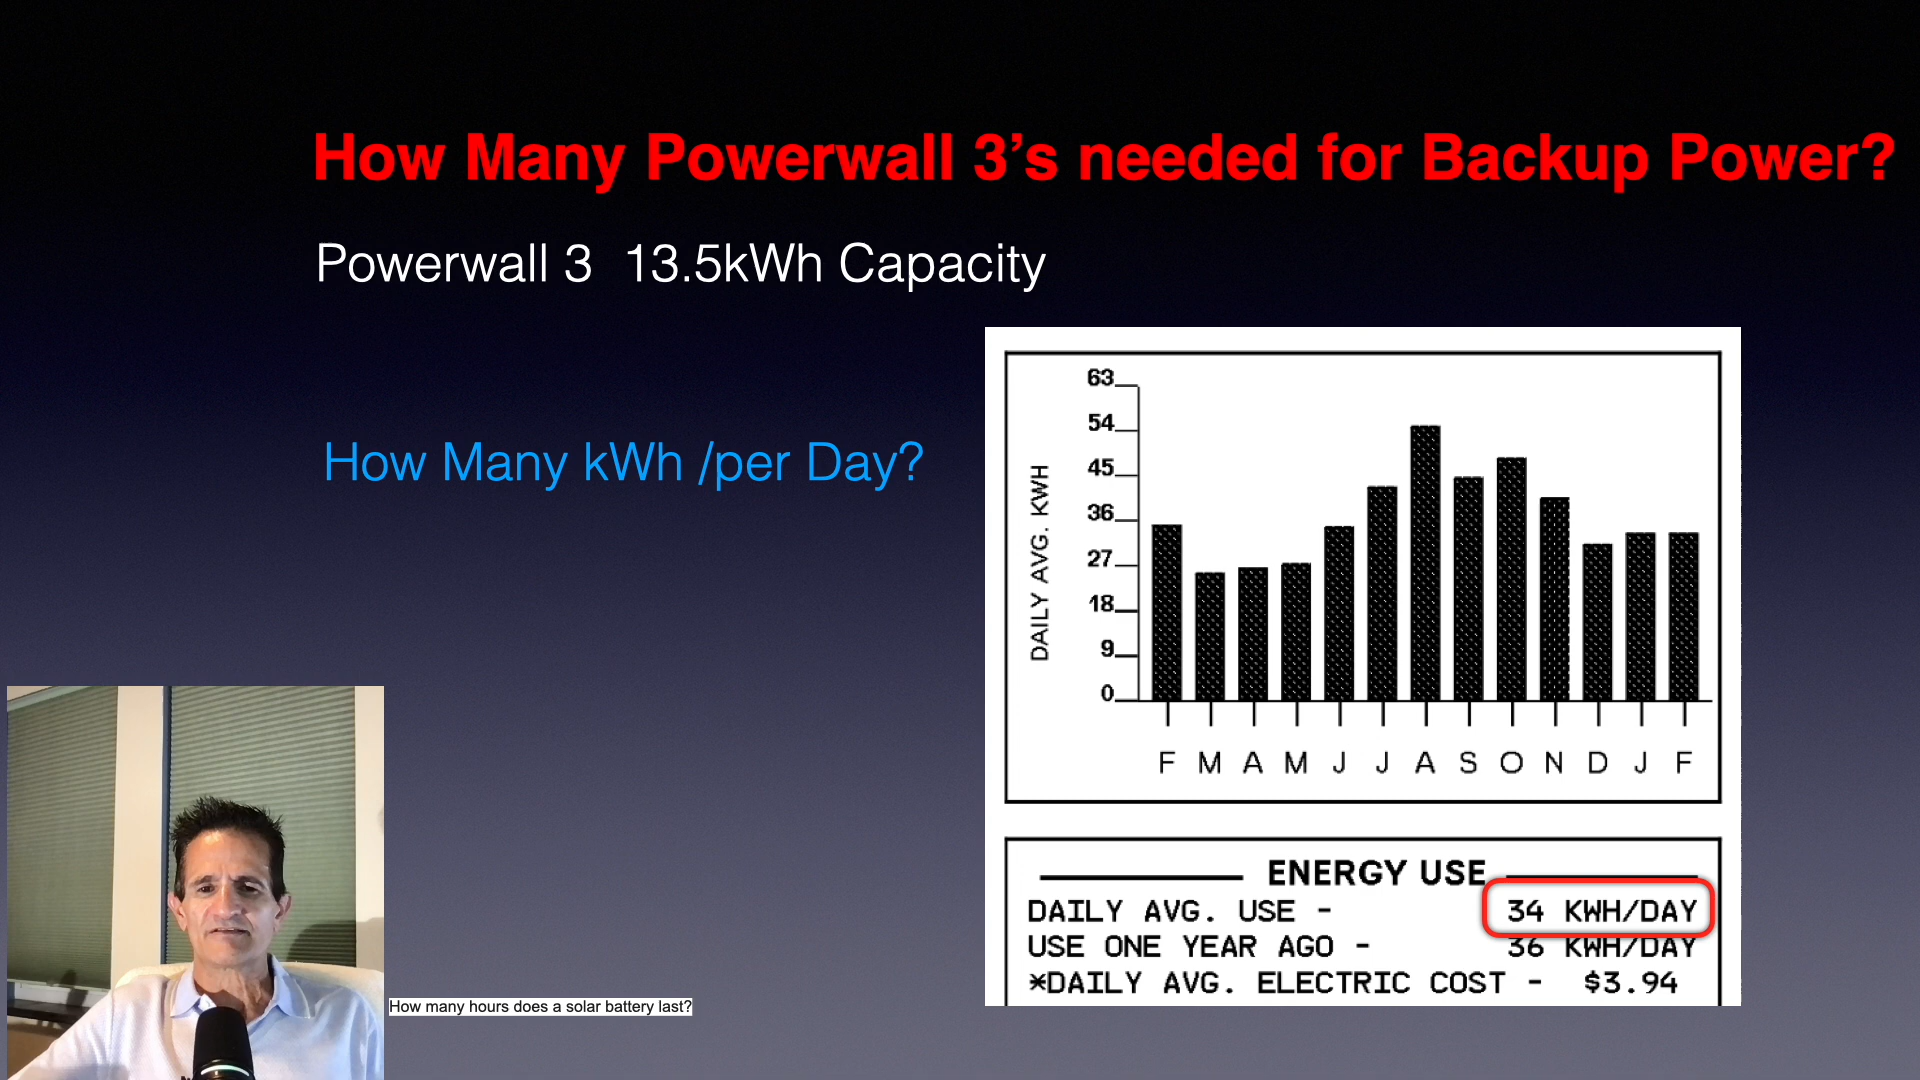 How Many Powerwall 3’s needed for Backup Power?
Powerwall 3 13.5kWh Capacity
How Many kWh /per Day?
DAILY AVG. KWH
63
54
45
36
27
18
9
0
F M A M J J A S O N D J F
ENERGY USE
DAILY AVG. USE - 34 KWH/DAY
USE ONE YEAR AGO - 36 KWH/DAY
*DAILY AVG. ELECTRIC COST - $3.94
How many hours does a solar battery last?